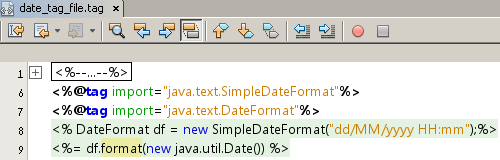 date_tag_file.tag
1 <%--...--%>
6 <%@tag import="java.text.SimpleDateFormat"%>
7 <%@tag import="java.text.DateFormat"%>
8 <% DateFormat df = new SimpleDateFormat("dd/MM/yyyy HH:mm");%>
9 <%= df.format(new java.util.Date()) %>